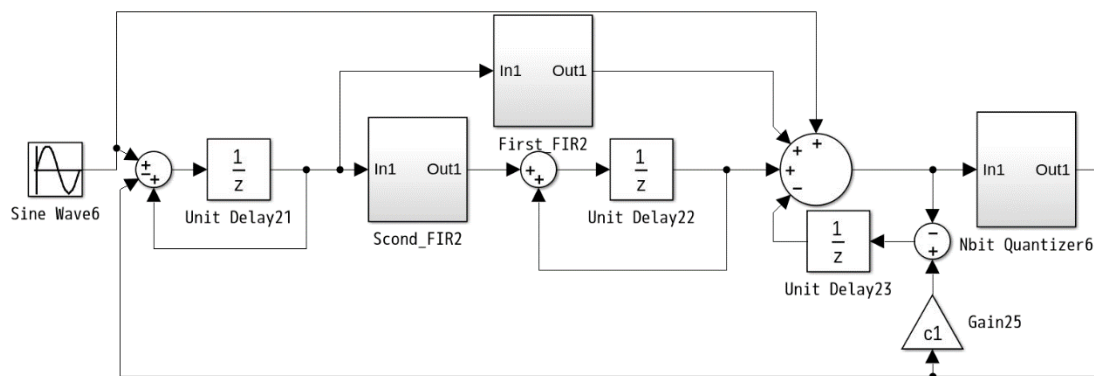 In1 Out1
First_FIR2
+ +
+ -
+
1
z
In1 Out1
+ +
1
z
+
-
In1 Out1
Sine Wave6
Unit Delay21
Scond_FIR2
Unit Delay22
1
z
-
+
Nbit Quantizer6
Unit Delay23
c1
Gain25